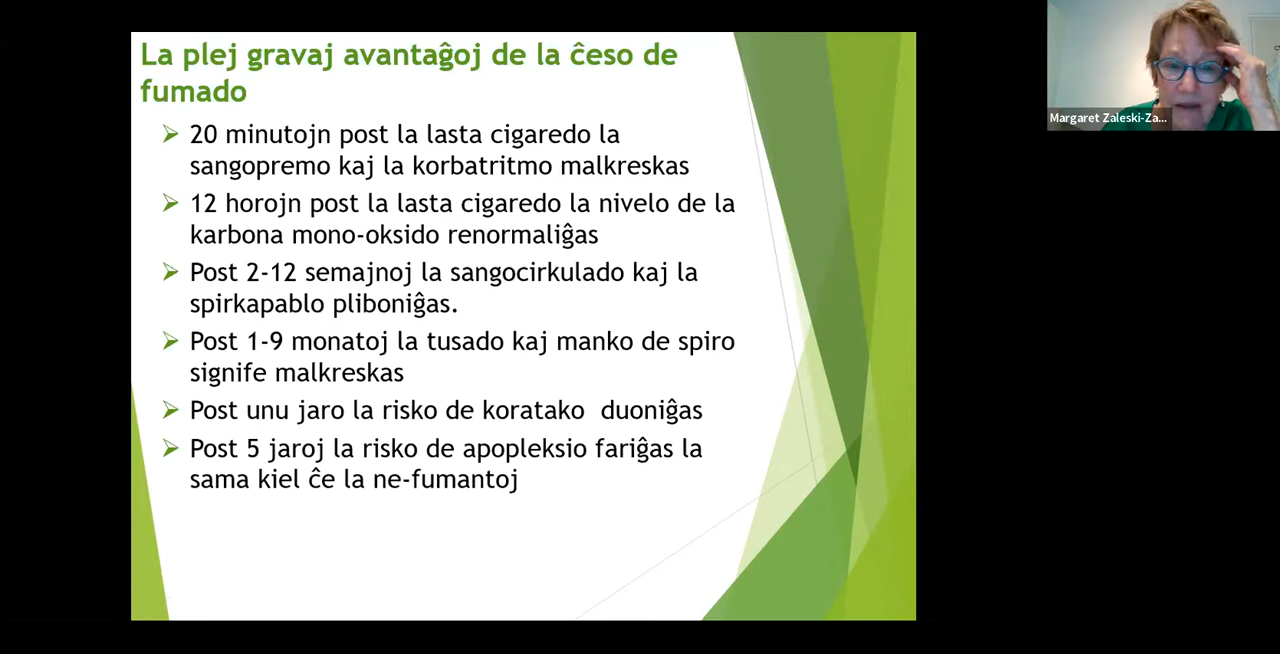 La plej gravaj avantaĝoj de la ĉeso de
fumado
20 minutojn post la lasta cigaredo la
sangopremo kaj la korbatritmo malkreskas
12 horojn post la lasta cigaredo la nivelo de la
karbona mono-oksido renormaliĝas
Post 2-12 semajnoj la sangocirkulado kaj la
spirkapablo pliboniĝas.
Post 1-9 monatoj la tusado kaj manko de spiro
signife malkreskas
Post unu jaro la risko de koratako  duoniĝas
Post 5 jaroj la risko de apopleksio fariĝas la
sama kiel ĉe la ne-fumantoj
Margaret Zaleski-Za...